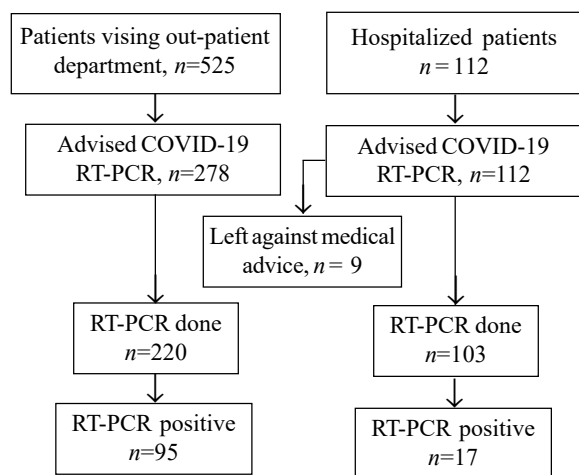 Patients vising out-patient
department, n=525
Hospitalized patients
n = 112
Advised COVID-19
RT-PCR, n=278
Advised COVID-19
RT-PCR, n=112
Left against medical
advice, n = 9
RT-PCR done
n=220
RT-PCR done
n=103
RT-PCR positive
n=95
RT-PCR positive
n=17